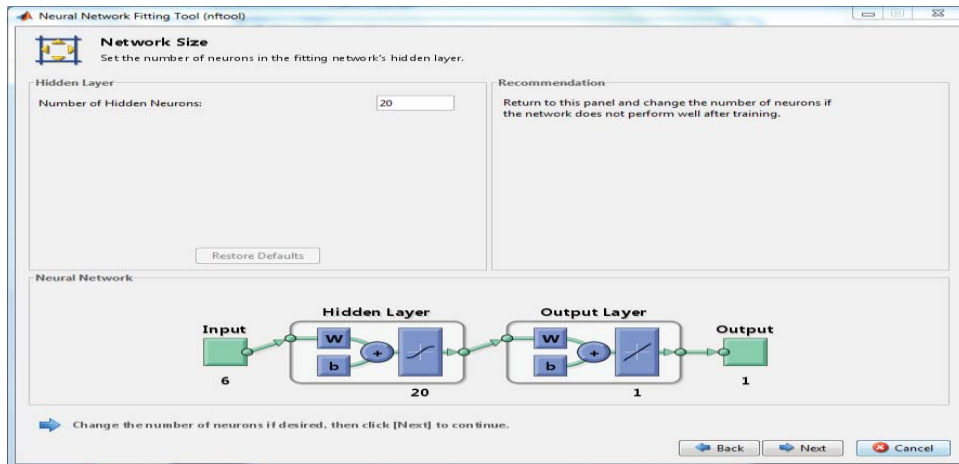 Neural Network Fitting Tool (nftool)
Network Size
Set the number of neurons in the fitting network's hidden layer.
Hidden Layer
Number of Hidden Neurons:
20
Restore Defaults
Recommendation
Return to this panel and change the number of neurons if
the network does not perform well after training.
Neural Network
Hidden Layer
Output Layer
Input
Output
W
b
+
W
b
+
6
20
1
1
Change the number of neurons if desired, then click [Next] to continue.
Back
Next
Cancel